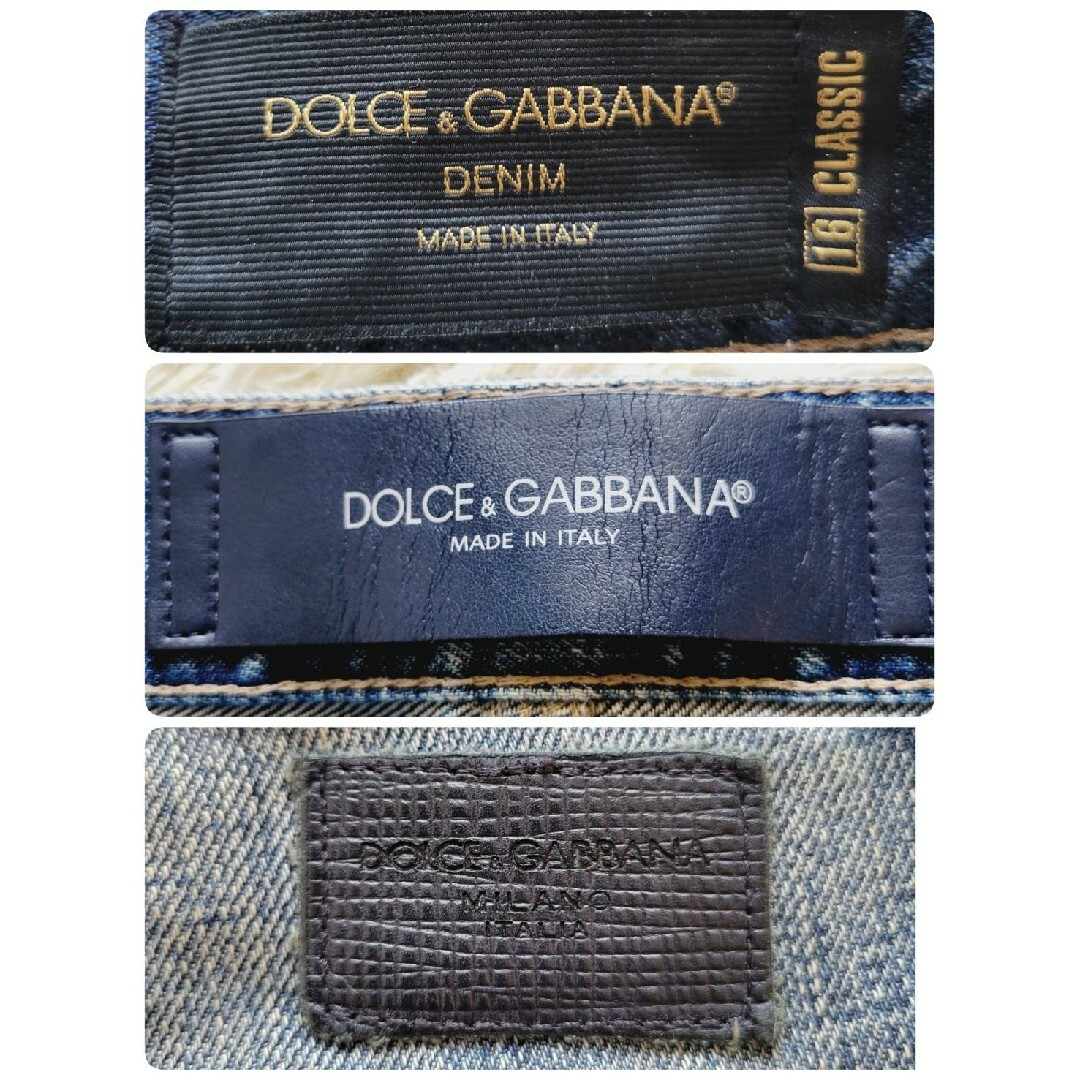 DOLCE & GABBANA®
DENIM
MADE IN ITALY
16 CLASSIC
DOLCE & GABBANA®
MADE IN ITALY
DOLCE & GABBANA
MILANO
ITALIA